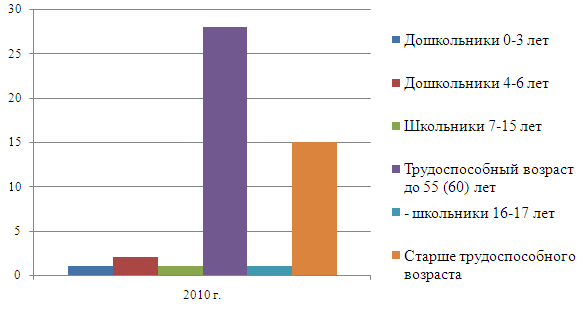 30
25
20
15
10
5
0
2010 г.
Дошкольники 0-3 лет
Дошкольники 4-6 лет
Школьники 7-15 лет
Трудоспособный возраст
до 55 (60) лет
- школьники 16-17 лет
Старше трудоспособного
возраста